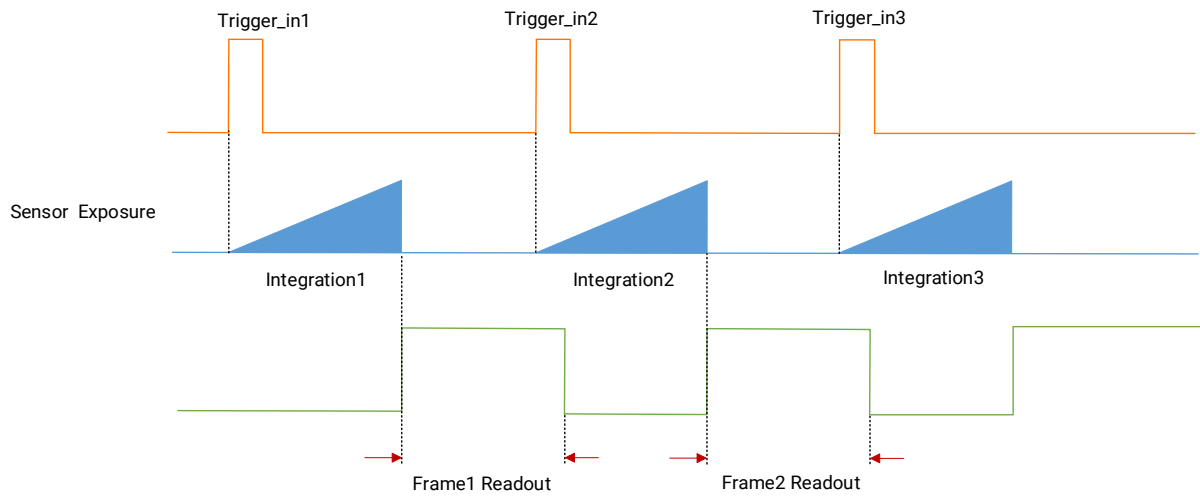 Trigger_in1
Trigger_in2
Trigger_in3
Sensor Exposure
Integration1
Integration2
Integration3
Frame1 Readout
Frame2 Readout